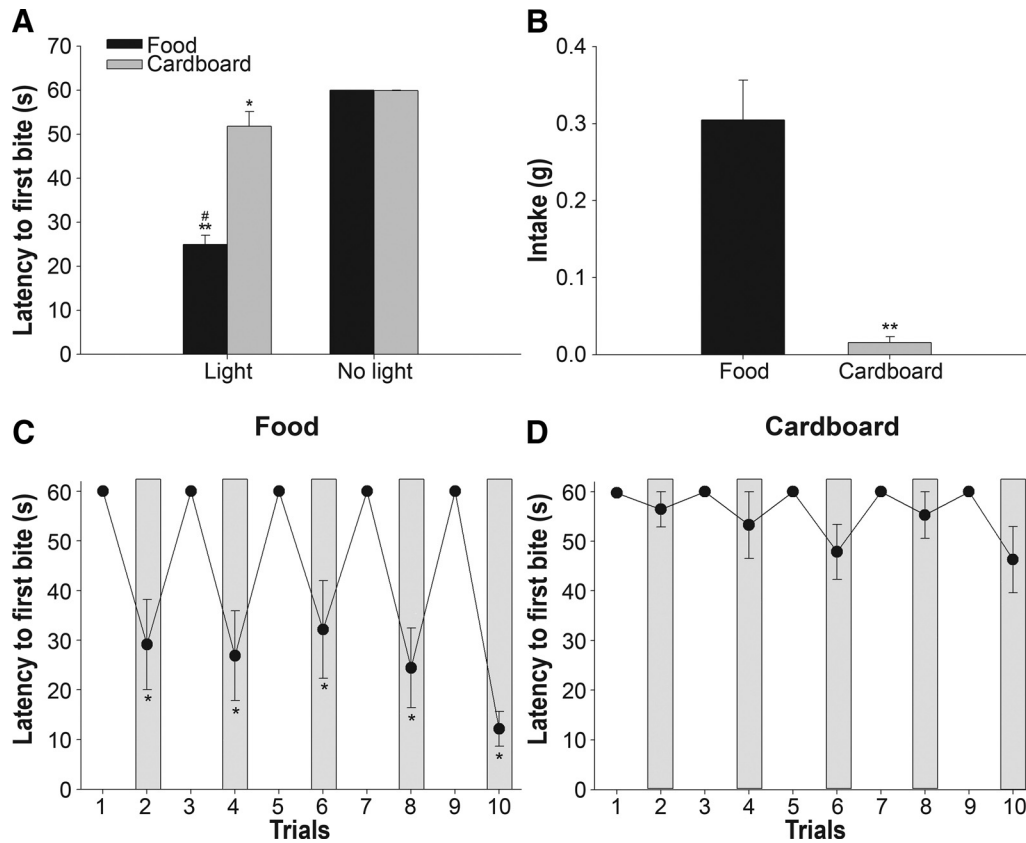 A
Food
Cardboard
Latency to first bite (s)
70
60
50
40
30
20
10
0
#
**
*
Light No light
B
Intake (g)
0.4
0.3
0.2
0.1
0.0
**
Food Cardboard
C Food
Latency to first bite (s)
60
50
40
30
20
10
0
* * * * *
1 2 3 4 5 6 7 8 9 10
Trials
D Cardboard
Latency to first bite (s)
60
50
40
30
20
10
0
1 2 3 4 5 6 7 8 9 10
Trials